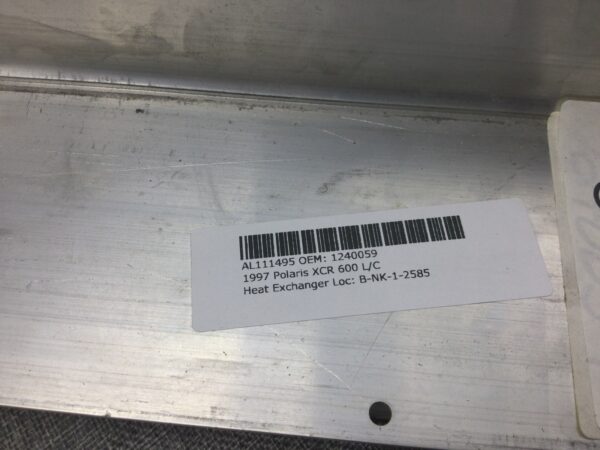 AL111495 OEM: 1240059
1997 Polaris XCR 600 L/C
Heat Exchanger Loc: B-NK-1-2585